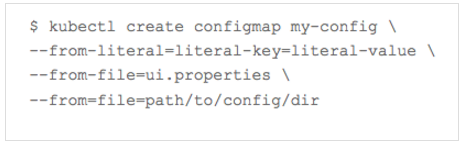 $ kubectl create configmap my-config \
--from-literal=literal-key=literal-value \
--from-file=ui.properties \
--from=file=path/to/config/dir